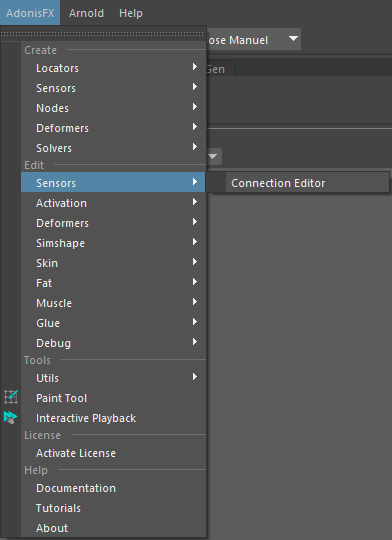 AdonisFX Arnold Help
ose Manuel
Gen
Create
Locators
Sensors
Nodes
Deformers
Solvers
Edit
Sensors
Connection Editor
Activation
Deformers
Simshape
Skin
Fat
Muscle
Glue
Debug
Tools
Utils
Paint Tool
Interactive Playback
License
Activate License
Help
Documentation
Tutorials
About